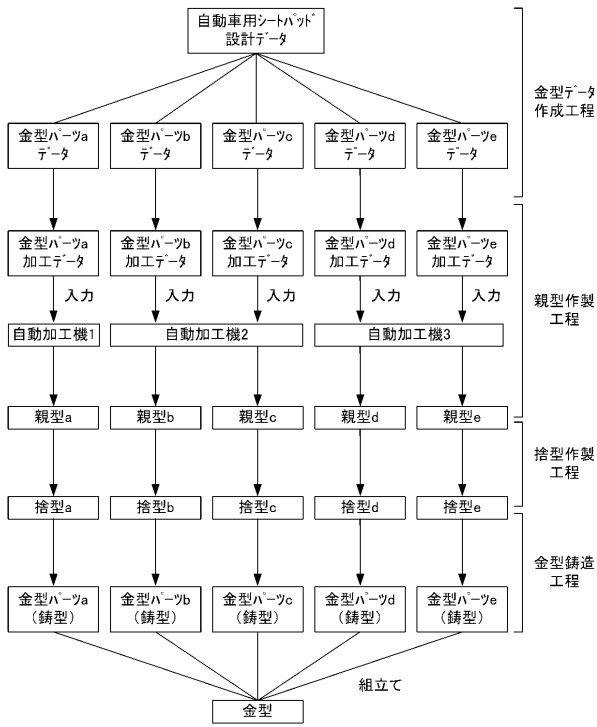 自動車用シートパッド
設計データ
金型データ
作成工程
金型パーツa
データ
金型パーツb
データ
金型パーツc
データ
金型パーツd
データ
金型パーツe
データ
金型パーツa
加工データ
金型パーツb
加工データ
金型パーツc
加工データ
金型パーツd
加工データ
金型パーツe
加工データ
入力
入力
入力
入力
入力
親型作製
工程
自動加工機1
自動加工機2
自動加工機3
親型a
親型b
親型c
親型d
親型e
捨型作製
工程
捨型a
捨型b
捨型c
捨型d
捨型e
金型鋳造
工程
金型パーツa
（鋳型）
金型パーツb
（鋳型）
金型パーツc
（鋳型）
金型パーツd
（鋳型）
金型パーツe
（鋳型）
組立て
金型